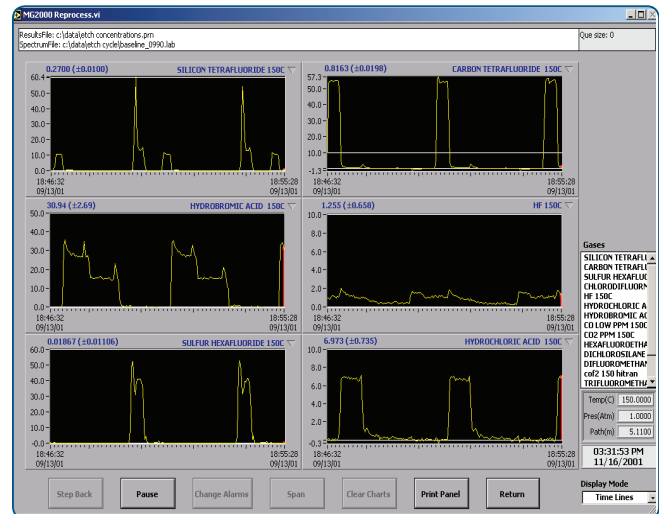 MG2000 Reprocess.vi
ResultsFile: c:\data\etch concentrations.prn
SpectrumFile: c:\data\etch cycle\baseline_0990.lab
Que size: 0
0.2700 (±0.0100) SILICON TETRAFLUORIDE 150C
60.4
50.0
40.0
30.0
20.0
10.0
0.0
18:46:32 18:55:28
09/13/01 09/13/01
0.8163 (±0.0198) CARBON TETRAFLUORIDE 150C
57.3
50.0
40.0
30.0
20.0
10.0
-1.3
18:46:32 18:55:28
09/13/01 09/13/01
30.94 (±2.69) HYDROBROMIC ACID 150C
50.0
40.0
30.0
20.0
10.0
0.0
18:46:32 18:55:28
09/13/01 09/13/01
1.255 (±0.658) HF 150C
10.0
8.0
6.0
4.0
2.0
0.0
18:46:32 18:55:28
09/13/01 09/13/01
0.01867 (±0.01106) SULFUR HEXAFLUORIDE 150C
60.0
50.0
40.0
30.0
20.0
10.0
-0.0
18:46:32 18:55:28
09/13/01 09/13/01
6.973 (±0.735) HYDROCHLORIC ACID 150C
10.0
8.0
6.0
4.0
2.0
-0.3
18:46:32 18:55:28
09/13/01 09/13/01
Gases
SILICON TETRAFLI
CARBON TETRAFLI
SULFUR HEXAFLUO
CHLORODIFLUORM
HF 150C
HYDROCHLORIC A
HYDROBROMIC AC
CO LOW PPM 150C
CO2 PPM 150C
HEXAFLUOROETHA
DICHLOROSILANE
DIFLUOROMETHAN
cof2 150 hitran
TRIFLUOROMETHA
Temp(C) 150.0000
Pres(Atm) 1.0000
Path(m) 5.1100
03:31:53 PM
11/16/2001
Display Mode
Time Lines
Step Back Pause Change Alarms Span Clear Charts Print Panel Return